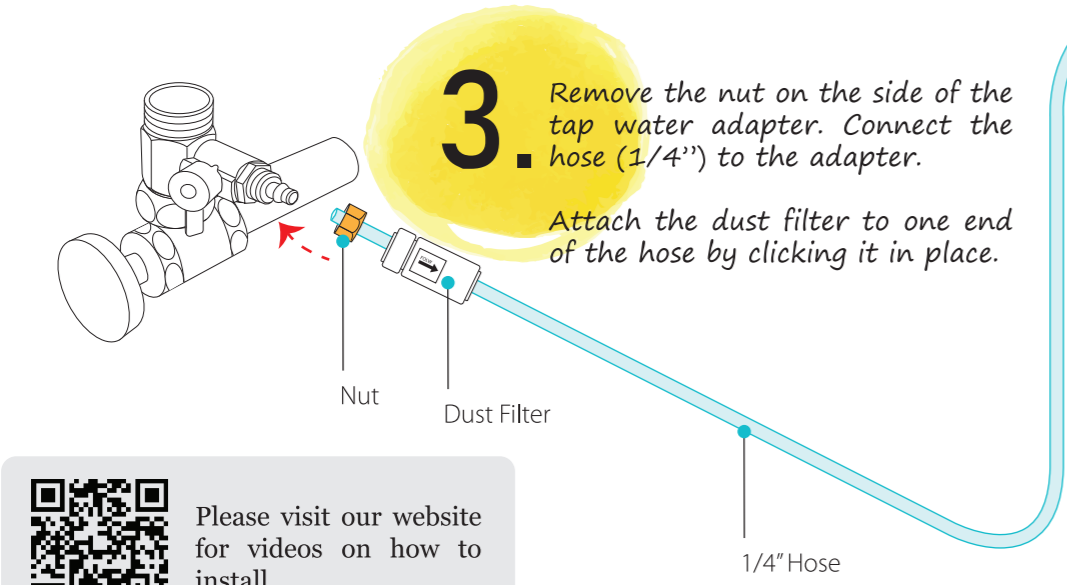 3.
Remove the nut on the side of the
tap water adapter. Connect the
hose (1/4'') to the adapter.
Attach the dust filter to one end
of the hose by clicking it in place.
FLOW
Nut
Dust Filter
1/4" Hose
Please visit our website
for videos on how to
install